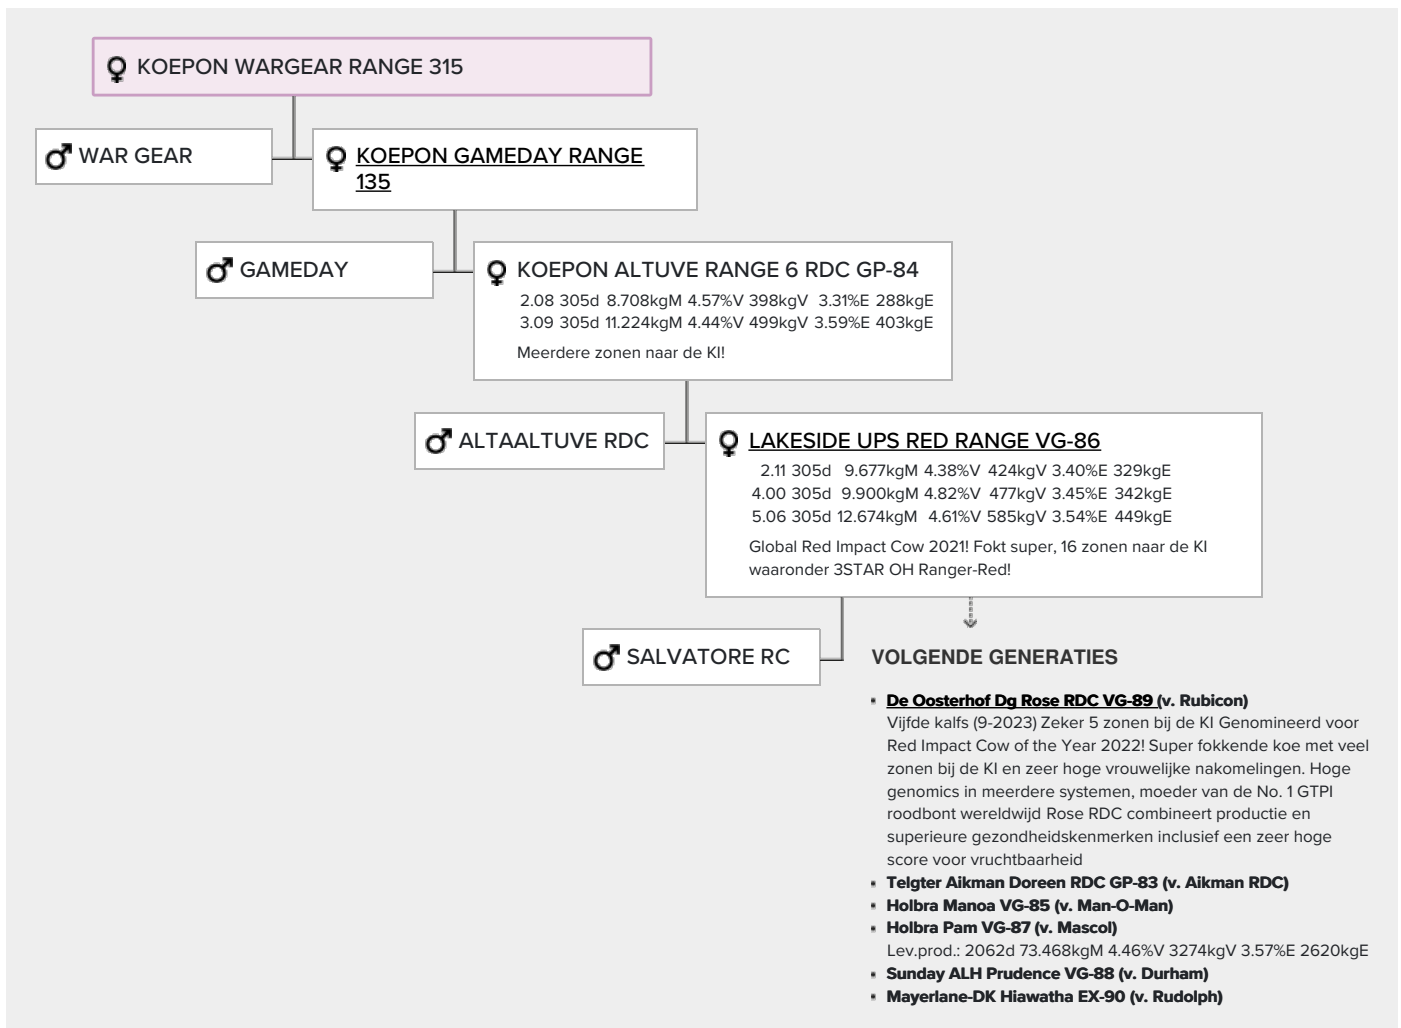 KOEPON WARGEAR RANGE 315
WAR GEAR
KOEPON GAMEDAY RANGE
135
GAMEDAY
KOEPON ALTUVE RANGE 6 RDC GP-84
2.08 305d 8.708kgM 4.57%V 398kgV 3.31%E 288kgE
3.09 305d 11.224kgM 4.44%V 499kgV 3.59%E 403kgE
Meerdere zonen naar de KI!
ALTAALTUVE RDC
LAKESIDE UPS RED RANGE VG-86
2.11 305d 9.677kgM 4.38%V 424kgV 3.40%E 329kgE
4.00 305d 9.900kgM 4.82%V 477kgV 3.45%E 342kgE
5.06 305d 12.674kgM 4.61%V 585kgV 3.54%E 449kgE
Global Red Impact Cow 2021! Fokt super, 16 zonen naar de KI
waaronder 3STAR OH Ranger-Red!
SALVATORE RC
VOLGENDE GENERATIES
De Oosterhof Dg Rose RDC VG-89 (v. Rubicon)
Vijfde kalfs (9-2023) Zeker 5 zonen bij de KI Genomineerd voor
Red Impact Cow of the Year 2022! Super fokkende koe met veel
zonen bij de KI en zeer hoge vrouwelijke nakomelingen. Hoge
genomics in meerdere systemen, moeder van de No. 1 GTPI
roodbont wereldwijd Rose RDC combineert productie en
superieure gezondheidskenmerken inclusief een zeer hoge
score voor vruchtbaarheid
Telgter Aikman Doreen RDC GP-83 (v. Aikman RDC)
Holbra Manoa VG-85 (v. Man-O-Man)
Holbra Pam VG-87 (v. Mascol)
Lev.prod.: 2062d 73.468kgM 4.46%V 3274kgV 3.57%E 2620kgE
Sunday ALH Prudence VG-88 (v. Durham)
Mayerlane-DK Hiawatha EX-90 (v. Rudolph)